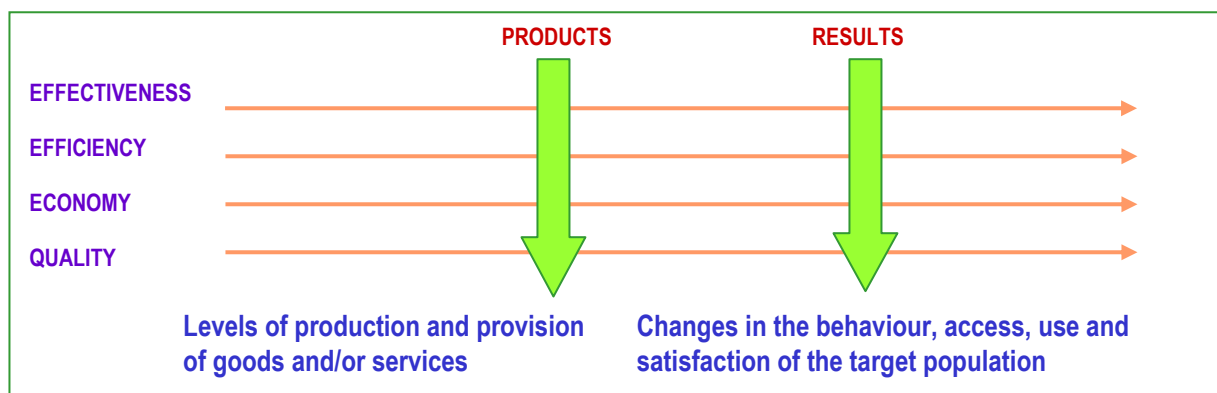 PRODUCTS
RESULTS
EFFECTIVENESS
EFFICIENCY
ECONOMY
QUALITY
Levels of production and provision
of goods and/or services
Changes in the behaviour, access, use and
satisfaction of the target population